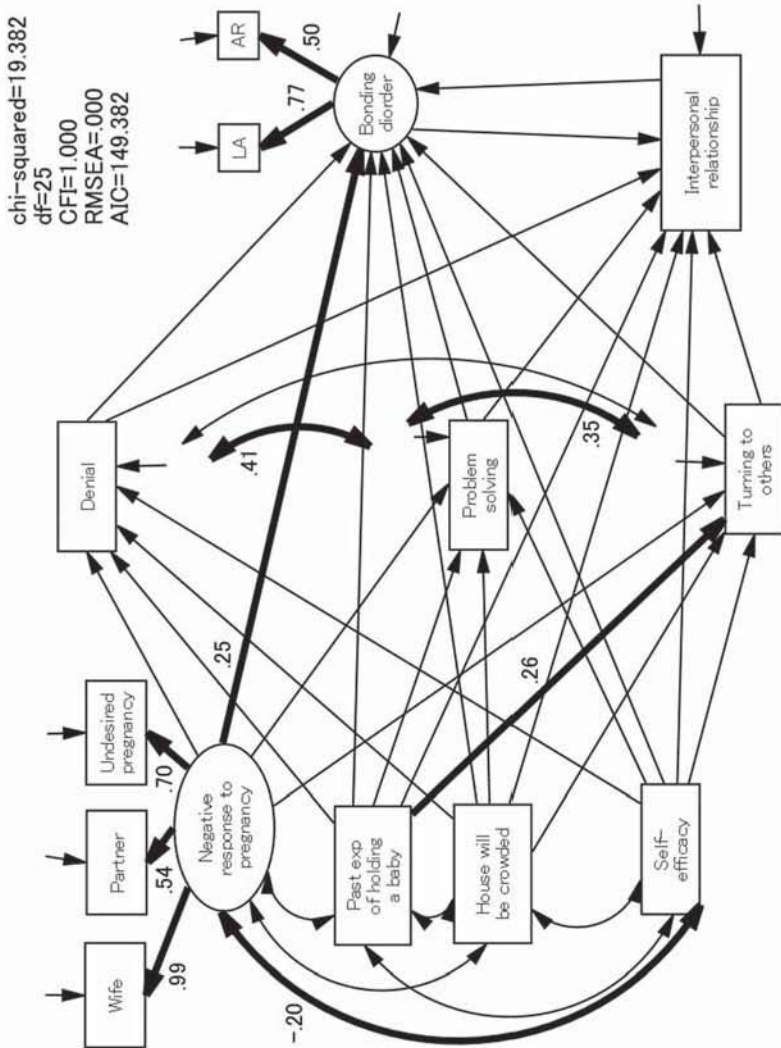 chi-squared=19.382
df=25
CFI=1.000
RMSEA=.000
AIC=149.382
Wife
Partner
Undesired
pregnancy
.99
.54
.70
Negative
response to
pregnancy
-.20
.25
Past exp
of holding
a baby
House will
be crowded
Self-
efficacy
.26
Denial
.41
Problem
solving
.35
Turning to
others
LA
AR
.77
.50
Bonding
diorder
Interpersonal
relationship